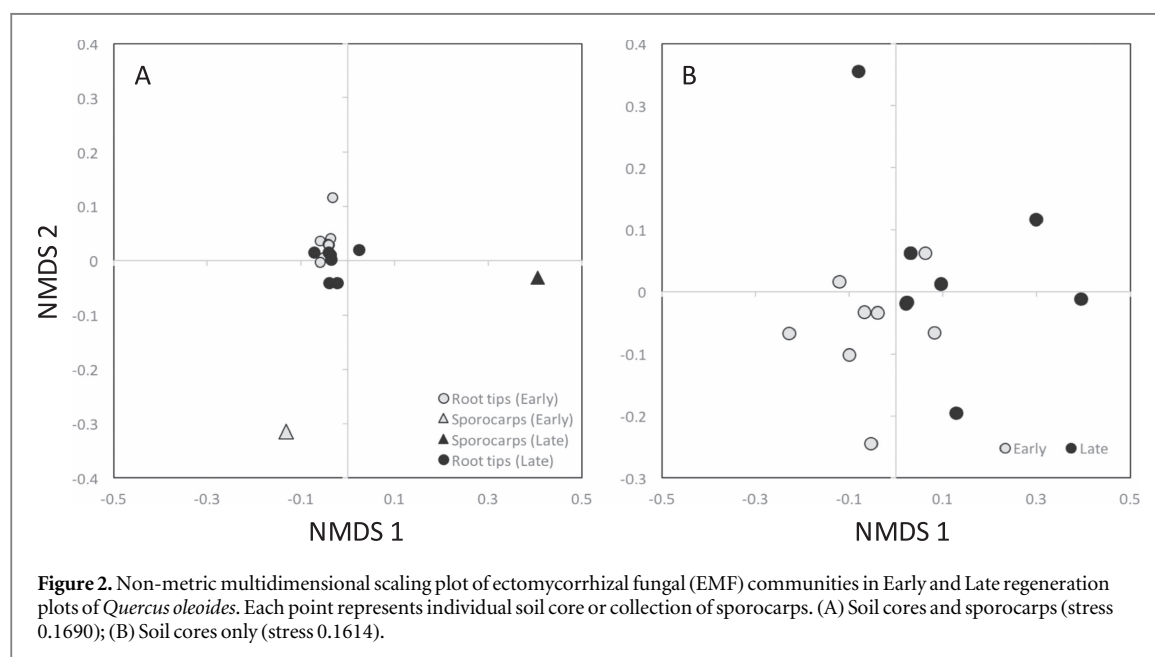 A
B
0.4
0.3
0.2
0.1
0
-0.1
-0.2
-0.3
-0.4
NMDS 2
Root tips (Early)
Sporocarps (Early)
Sporocarps (Late)
Root tips (Late)
-0.5 -0.3 -0.1 0.1 0.3 0.5
NMDS 1
0.4
0.3
0.2
0.1
0
-0.1
-0.2
-0.3
Early Late
-0.5 -0.3 -0.1 0.1 0.3 0.5
NMDS 1
Figure 2. Non-metric multidimensional scaling plot of ectomycorrhizal fungal (EMF) communities in Early and Late regeneration
plots of Quercus oleoides. Each point represents individual soil core or collection of sporocarps. (A) Soil cores and sporocarps (stress
0.1690); (B) Soil cores only (stress 0.1614).